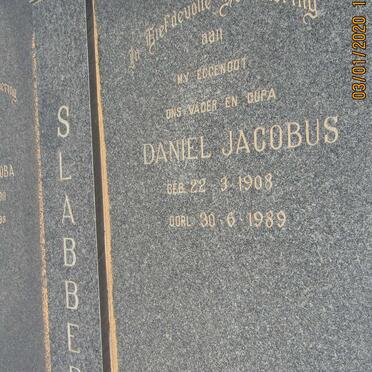 In Liefdevolle Herinnering
aan
MY EGGENOOT
ONS VADER EN OUPA
DANIEL JACOBUS
GEB. 22-3-1908
OORL. 30-6-1989
SLABBE
03/01/2020